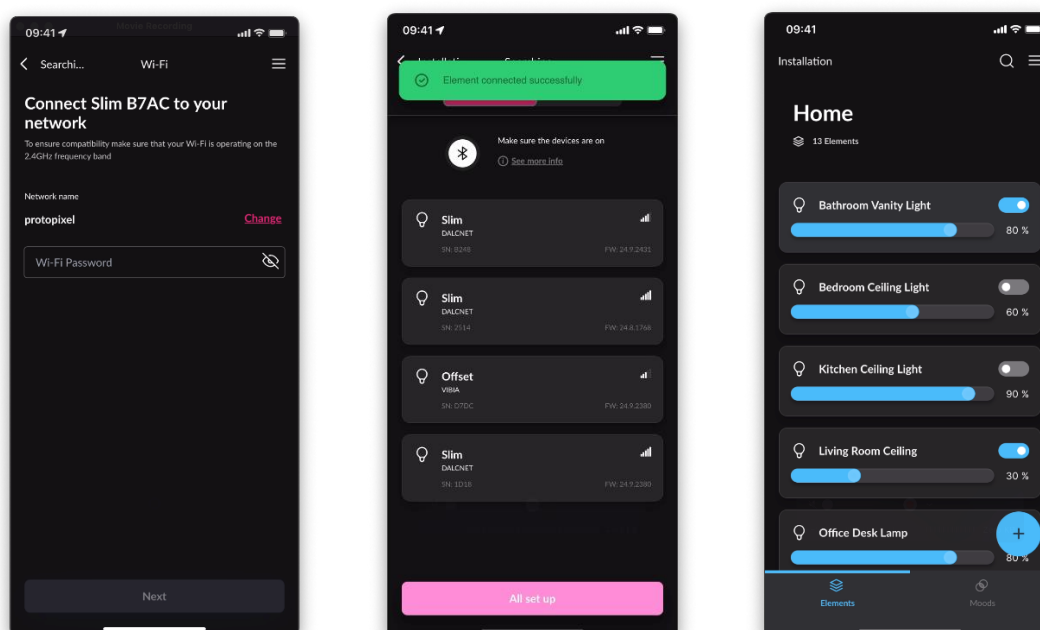 09:41
Movie Recording
Searchi...
Wi-Fi
Connect Slim B7AC to your
network
To ensure compatibility make sure that your Wi-Fi is operating on the
2.4GHz frequency band
Network name
protopixel
Change
Wi-Fi Password
Next
09:41
Element connected successfully
Make sure the devices are on
See more info
Slim
DALCNET
SN: 8248
FW: 24.9.2431
Slim
DALCNET
SN: 2514
FW: 24.8.1768
Offset
VIBIA
SN: D7DC
FW: 24.9.2380
Slim
DALCNET
SN: 1D18
FW: 24.9.2380
All set up
09:41
Installation
Home
13 Elements
Bathroom Vanity Light
80 %
Bedroom Ceiling Light
60 %
Kitchen Ceiling Light
90 %
Living Room Ceiling
30 %
Office Desk Lamp
+
80 %
Elements
Moods